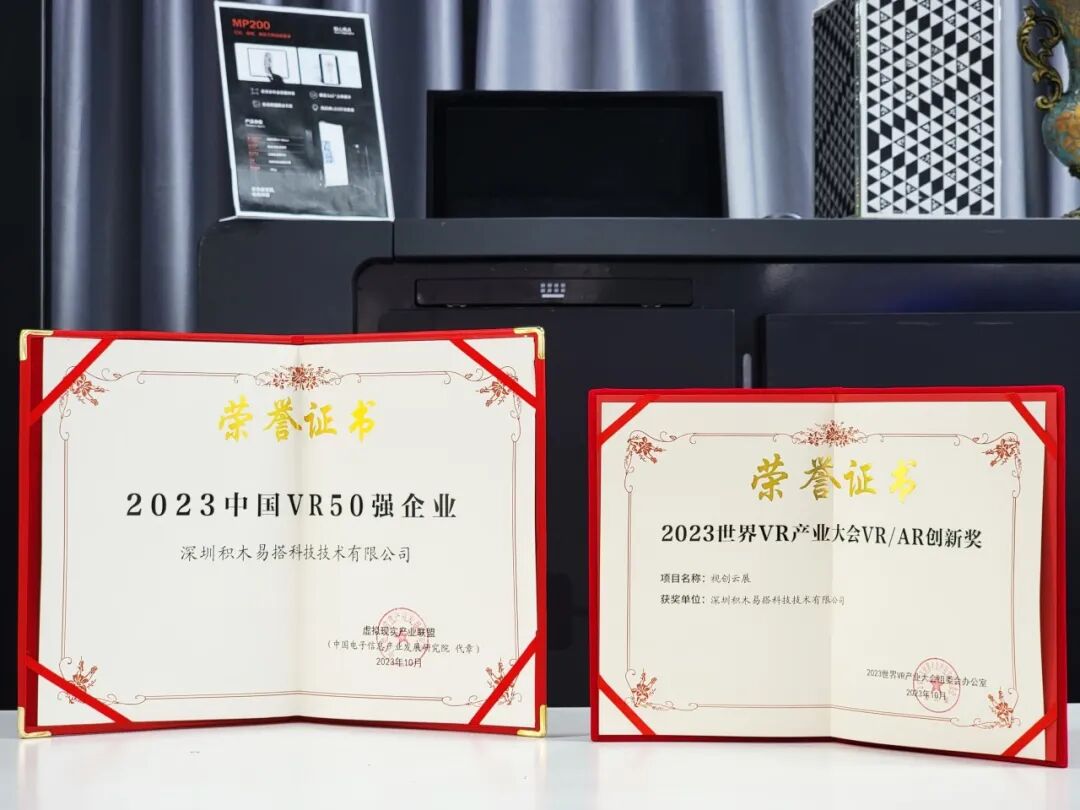 MP200
产品参数
荣誉证书
2023中国VR50强企业
深圳积木易搭科技技术有限公司
虚拟现实产业联盟
（中国电子信息产业发展研究院 代章）
2023年10月
荣誉证书
2023世界VR产业大会VR/AR创新奖
项目名称：视创云展
获奖单位：深圳积木易搭科技技术有限公司
2023世界VR产业大会组委会办公室
2023年10月